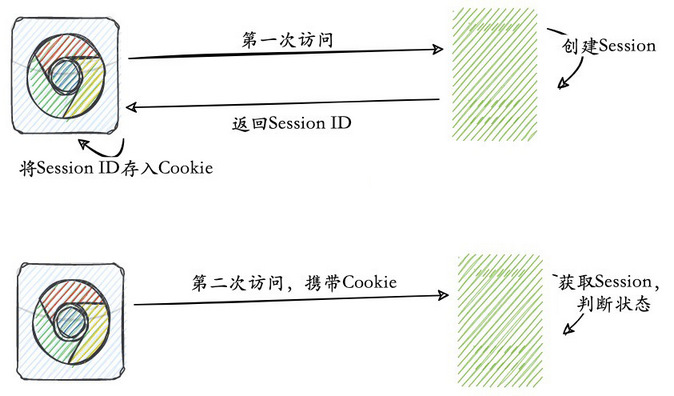 第一次访问
创建Session
返回Session ID
将Session ID存入Cookie
第二次访问，携带Cookie
获取Session，
判断状态